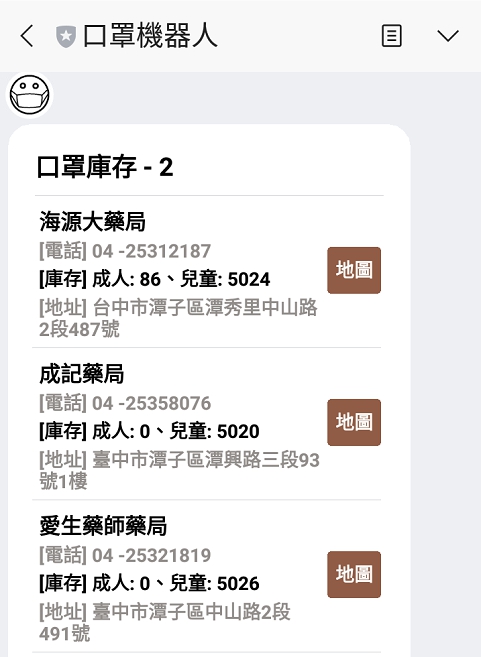 口罩機器人
口罩庫存 - 2
海源大藥局
[電話] 04 -25312187
[庫存] 成人: 86、兒童: 5024
[地址] 台中市潭子區潭秀里中山路
2段487號
地圖
成記藥局
[電話] 04 -25358076
[庫存] 成人: 0、兒童: 5020
[地址] 臺中市潭子區潭興路三段93
號1樓
地圖
愛生藥師藥局
[電話] 04 -25321819
[庫存] 成人: 0、兒童: 5026
[地址] 臺中市潭子區中山路2段
491號
地圖